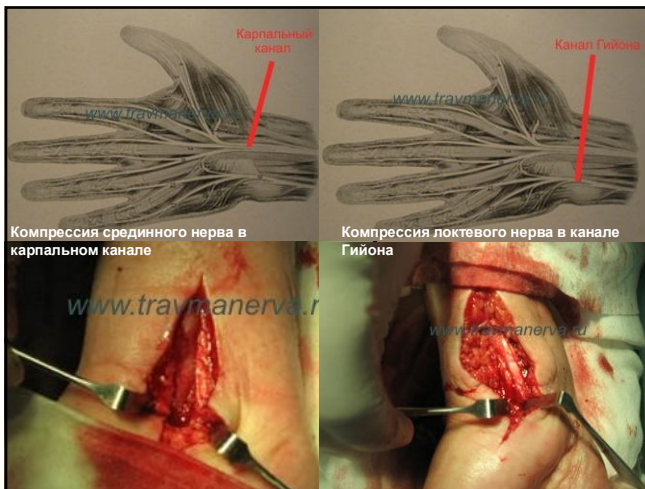 Карпальный
канал
Канал Гийона
www.travmanerva.ru
www.travmanerva.ru
Компрессия срединного нерва в
карпальном канале
Компрессия локтевого нерва в канале
Гийона
www.travmanerva.r
www.travmanerva.ru